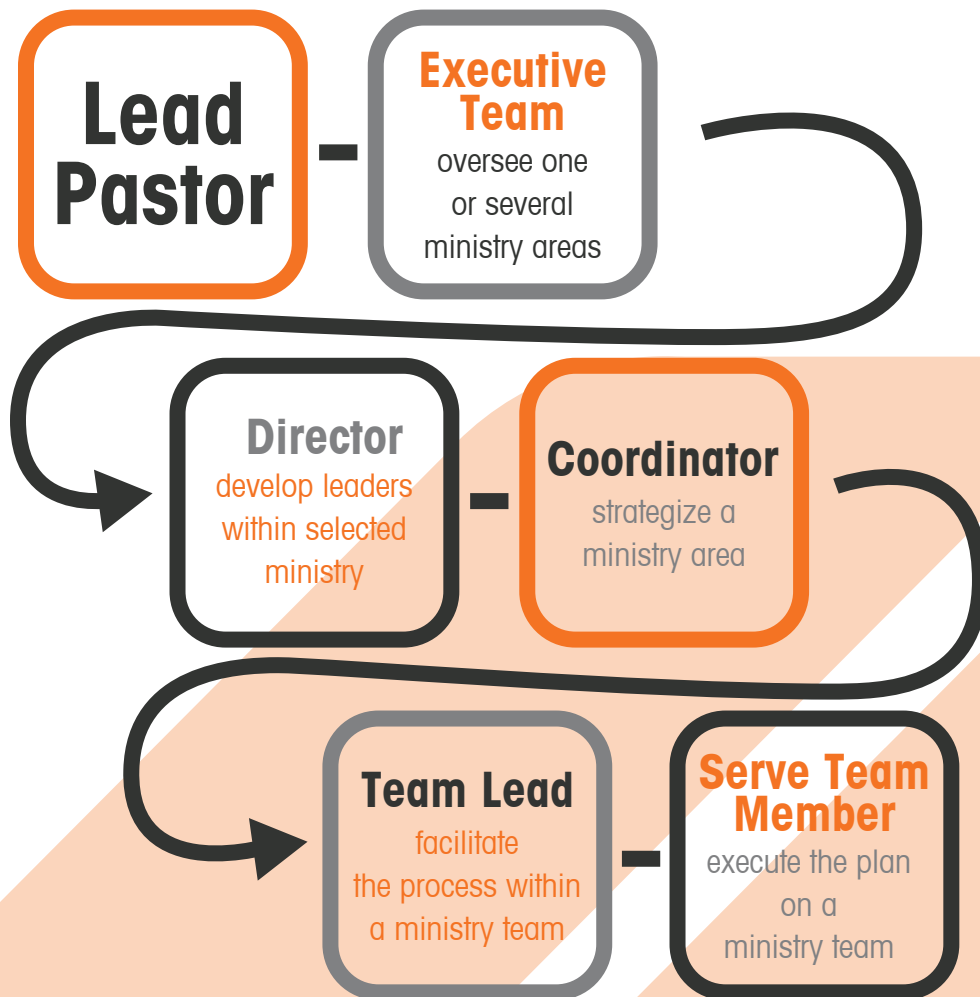 Lead
Pastor
Executive
Team
oversee one
or several
ministry areas
Director
develop leaders
within selected
ministry
Coordinator
strategize a
ministry area
Team Lead
facilitate
the process within
a ministry team
Serve Team
Member
execute the plan
on a
ministry team